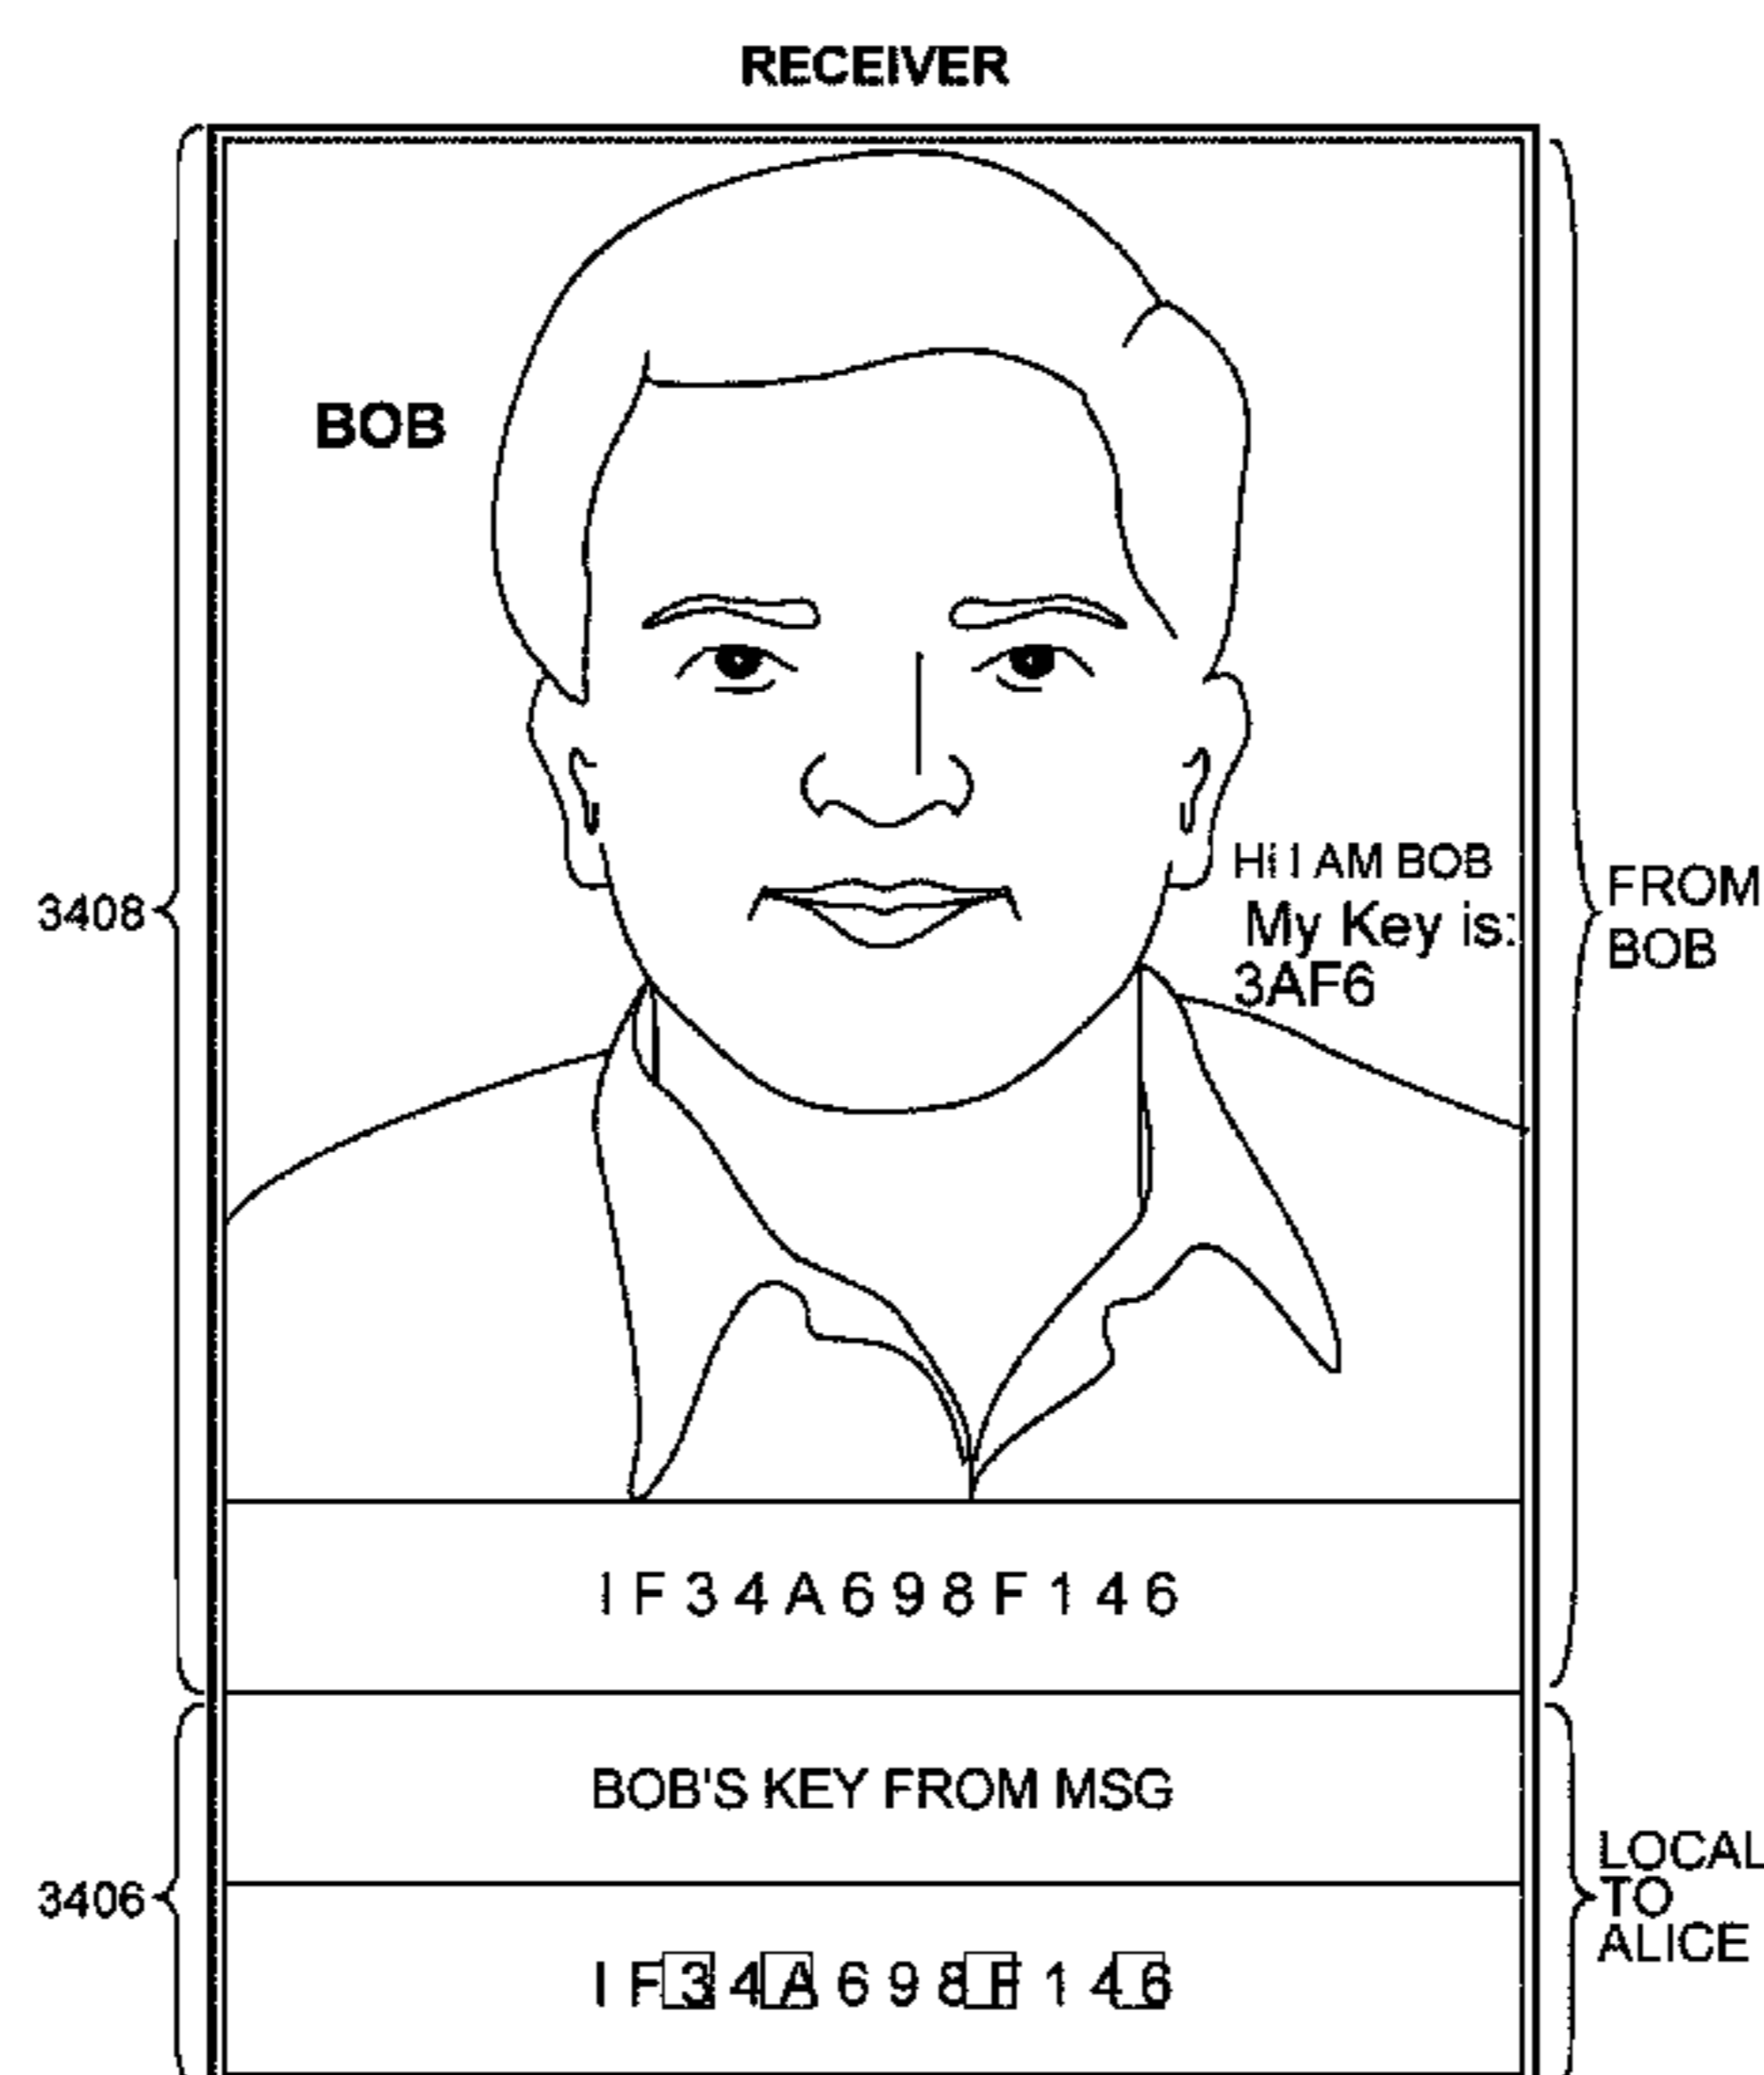 RECEIVER
BOB
HI I AM BOB
My Key is:
3AF6
3408
FROM
BOB
I F 3 4 A 6 9 8 F 1 4 6
BOB'S KEY FROM MSG
3406
LOCAL
TO
ALICE
I F 3 4 A 6 9 8 F 1 4 6